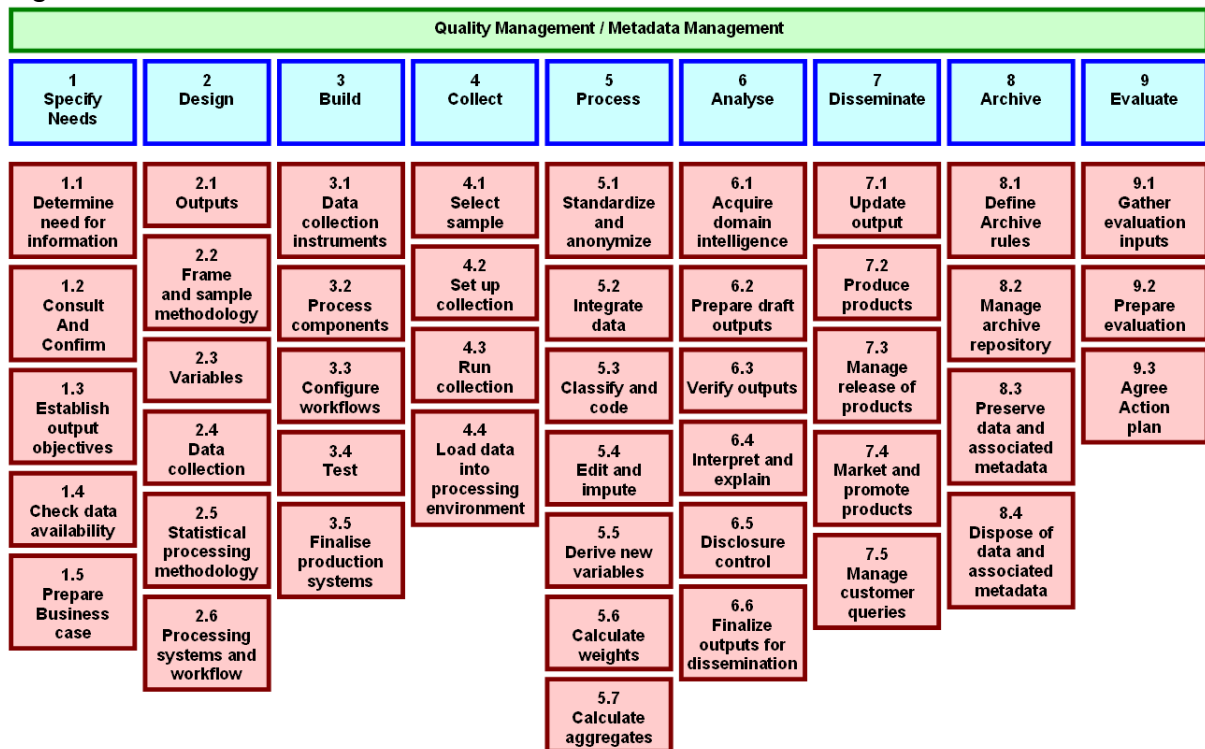 Quality Management / Metadata Management
1
Specify
Needs
2
Design
3
Build
4
Collect
5
Process
6
Analyse
7
Disseminate
8
Archive
9
Evaluate
1.1
Determine
need for
information
1.2
Consult
And
Confirm
1.3
Establish
output
objectives
1.4
Check data
availability
1.5
Prepare
Business
case
2.1
Outputs
2.2
Frame
and sample
methodology
2.3
Variables
2.4
Data
collection
2.5
Statistical
processing
methodology
2.6
Processing
systems and
workflow
3.1
Data
collection
instruments
3.2
Process
components
3.3
Configure
workflows
3.4
Test
3.5
Finalise
production
systems
4.1
Select
sample
4.2
Set up
collection
4.3
Run
collection
4.4
Load data
into
processing
environment
5.1
Standardize
and
anonymize
5.2
Integrate
data
5.3
Classify and
code
5.4
Edit and
impute
5.5
Derive new
variables
5.6
Calculate
weights
5.7
Calculate
aggregates
6.1
Acquire
domain
intelligence
6.2
Prepare draft
outputs
6.3
Verify outputs
6.4
Interpret and
explain
6.5
Disclosure
control
6.6
Finalize
outputs for
dissemination
7.1
Update
output
7.2
Produce
products
7.3
Manage
release of
products
7.4
Market and
promote
products
7.5
Manage
customer
queries
8.1
Define
Archive
rules
8.2
Manage
archive
repository
8.3
Preserve
data and
associated
metadata
8.4
Dispose of
data and
associated
metadata
9.1
Gather
evaluation
inputs
9.2
Prepare
evaluation
9.3
Agree
Action
plan